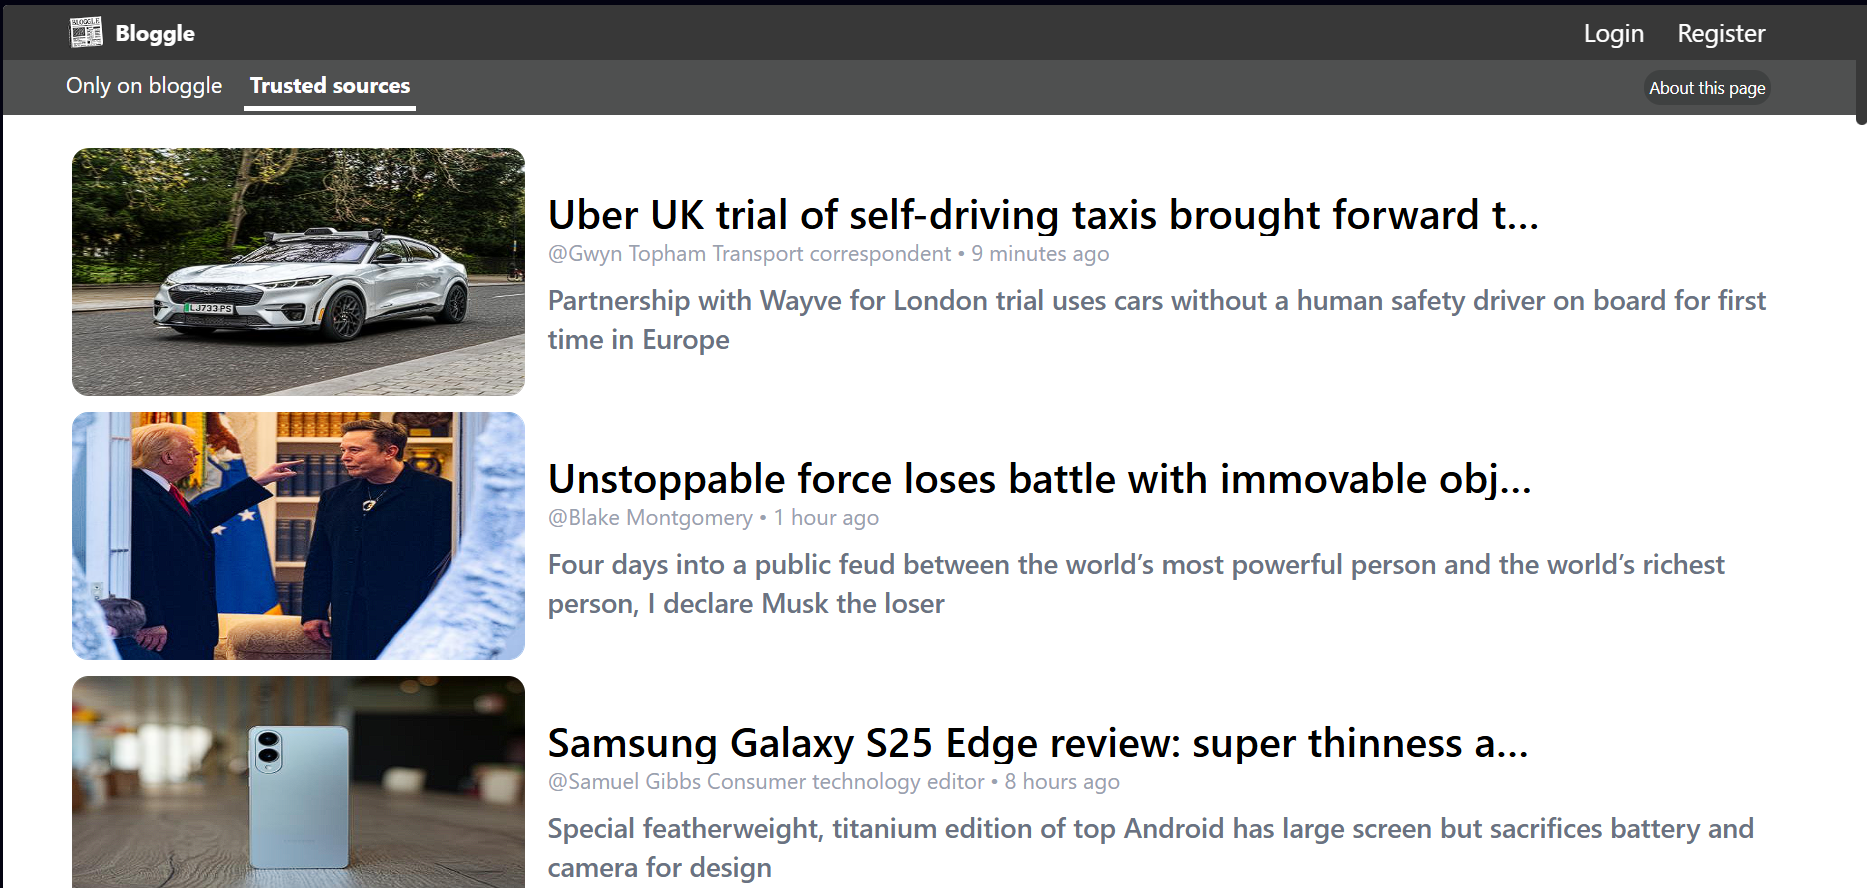 BLOGGLE
Bloggle
Login
Register
Only on bloggle
Trusted sources
About this page
LJ733 PS
Uber UK trial of self-driving taxis brought forward t...
@Gwyn Topham Transport correspondent • 9 minutes ago
Partnership with Wayve for London trial uses cars without a human safety driver on board for first
time in Europe
Unstoppable force loses battle with immovable obj...
@Blake Montgomery • 1 hour ago
Four days into a public feud between the world’s most powerful person and the world’s richest
person, I declare Musk the loser
Samsung Galaxy S25 Edge review: super thinness a...
@Samuel Gibbs Consumer technology editor • 8 hours ago
Special featherweight, titanium edition of top Android has large screen but sacrifices battery and
camera for design